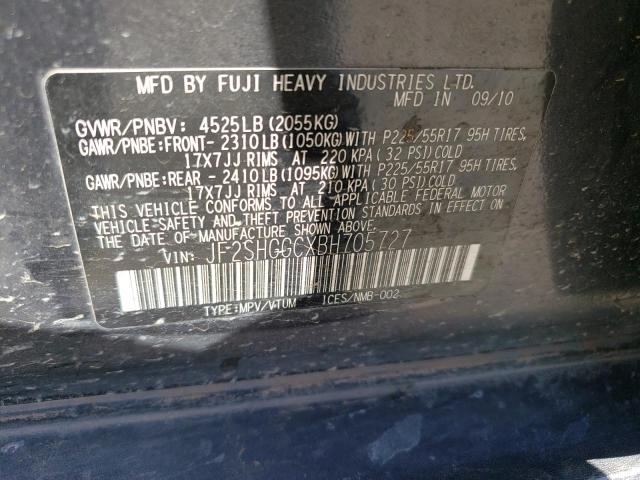 MFD BY FUJI HEAVY INDUSTRIES LTD.
MFD IN 09/10
GVWR/PNBV: 4525LB(2055KG)
GAWR/PNBE:FRONT- 2310LB(1050KG)WITH P225/55R17 95H TIRES,
17X7JJ RIMS AT 220 KPA(32 PSI)COLD
GAWR/PNBE:REAR - 2410LB(1095KG)WITH P225/55R17 95H TIRES,
17X7JJ RIMS AT 210 KPA(30 PSI)COLD
THIS VEHICLE CONFORMS TO ALL APPLICABLE FEDERAL MOTOR
VEHICLE-SAFETY AND THEFT PREVENTION STANDARDS IN EFFECT
ON THE DATE OF MANUFACTURE SHOWN ABOVE.
VIN: JF2SHGGCXBH705727
TYPE:MPV/VTUM ICES/NMB-002